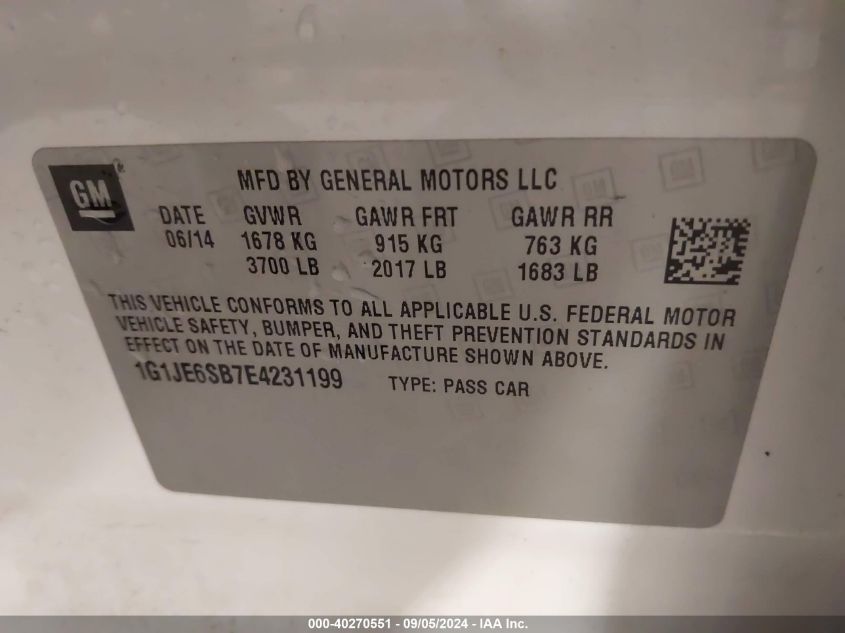 GM
®
MFD BY GENERAL MOTORS LLC
DATE GVWR GAWR FRT GAWR RR
06/14 1678 KG 915 KG 763 KG
3700 LB 2017 LB 1683 LB
THIS VEHICLE CONFORMS TO ALL APPLICABLE U.S. FEDERAL MOTOR
VEHICLE SAFETY, BUMPER, AND THEFT PREVENTION STANDARDS IN
EFFECT ON THE DATE OF MANUFACTURE SHOWN ABOVE.
1G1JE6SB7E4231199 TYPE: PASS CAR
000-40270551 - 09/05/2024 - IAA Inc.